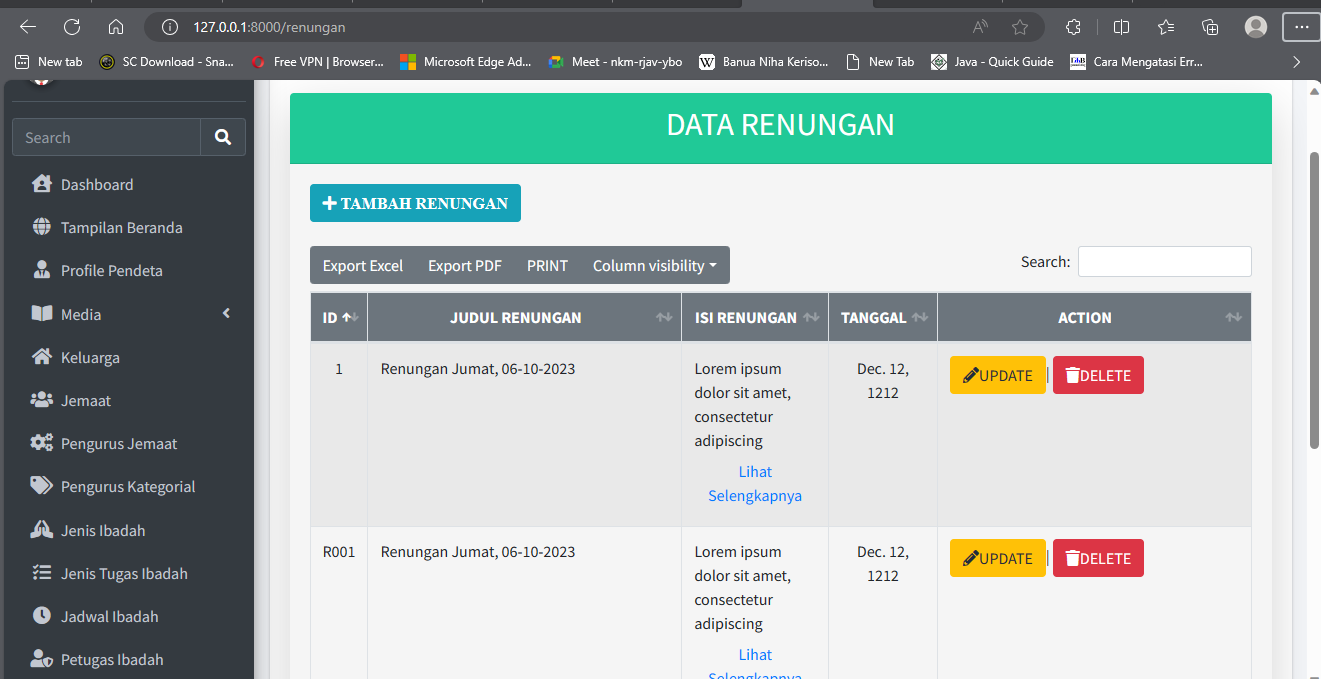 127.0.0.1:8000/renungan
New tab
SC Download - Sna...
Free VPN | Browser...
Microsoft Edge Ad...
Meet - nkm-rjav-ybo
W
Banua Niha Keriso...
New Tab
Java - Quick Guide
Cara Mengatasi Err...
Search
Dashboard
Tampilan Beranda
Profile Pendeta
Media
Keluarga
Jemaat
Pengurus Jemaat
Pengurus Kategorial
Jenis Ibadah
Jenis Tugas Ibadah
Jadwal Ibadah
Petugas Ibadah
DATA RENUNGAN
TAMBAH RENUNGAN
Export Excel
Export PDF
PRINT
Column visibility
Search:
ID
JUDUL RENUNGAN
ISI RENUNGAN
TANGGAL
ACTION
1
Renungan Jumat, 06-10-2023
Lorem ipsum
dolor sit amet,
consectetur
adipiscing
Lihat
Selengkapnya
Dec. 12,
1212
UPDATE
|
DELETE
R001
Renungan Jumat, 06-10-2023
Lorem ipsum
dolor sit amet,
consectetur
adipiscing
Lihat
Selengkapnya
Dec. 12,
1212
UPDATE
|
DELETE